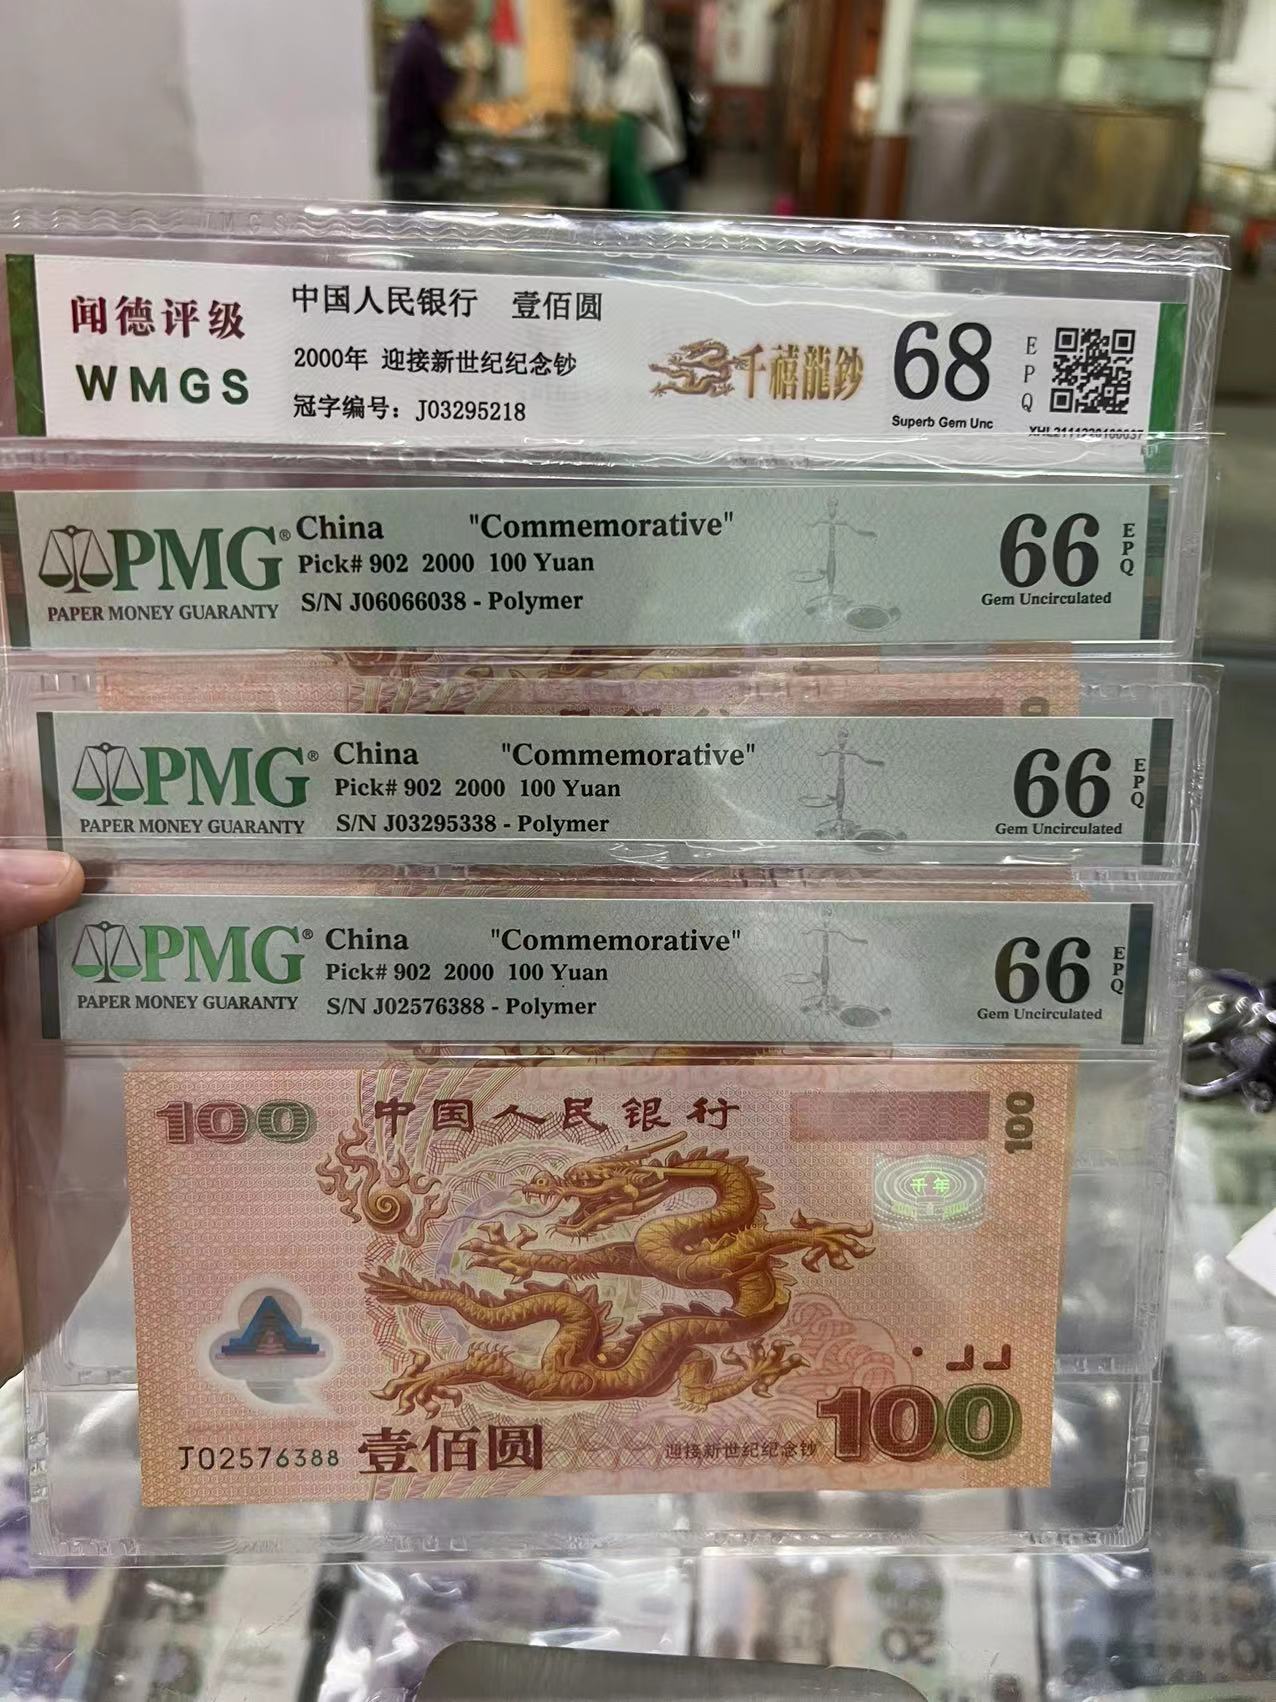 WMGS
闻德评级
WMGS
中国人民银行 壹佰圆
2000年 迎接新世纪纪念钞
冠字编号：J03295218
千禧龍鈔
68
EPQ
Superb Gem Unc
PMG®
PAPER MONEY GUARANTY
China "Commemorative"
Pick# 902 2000 100 Yuan
S/N J06066038 - Polymer
66
EPQ
Gem Uncirculated
PMG®
PAPER MONEY GUARANTY
China "Commemorative"
Pick# 902 2000 100 Yuan
S/N J03295338 - Polymer
66
EPQ
Gem Uncirculated
PMG®
PAPER MONEY GUARANTY
China "Commemorative"
Pick# 902 2000 100 Yuan
S/N J02576388 - Polymer
66
EPQ
Gem Uncirculated
100
中国人民银行
100
千年
J02576388
壹佰圆
迎接新世纪纪念钞
100